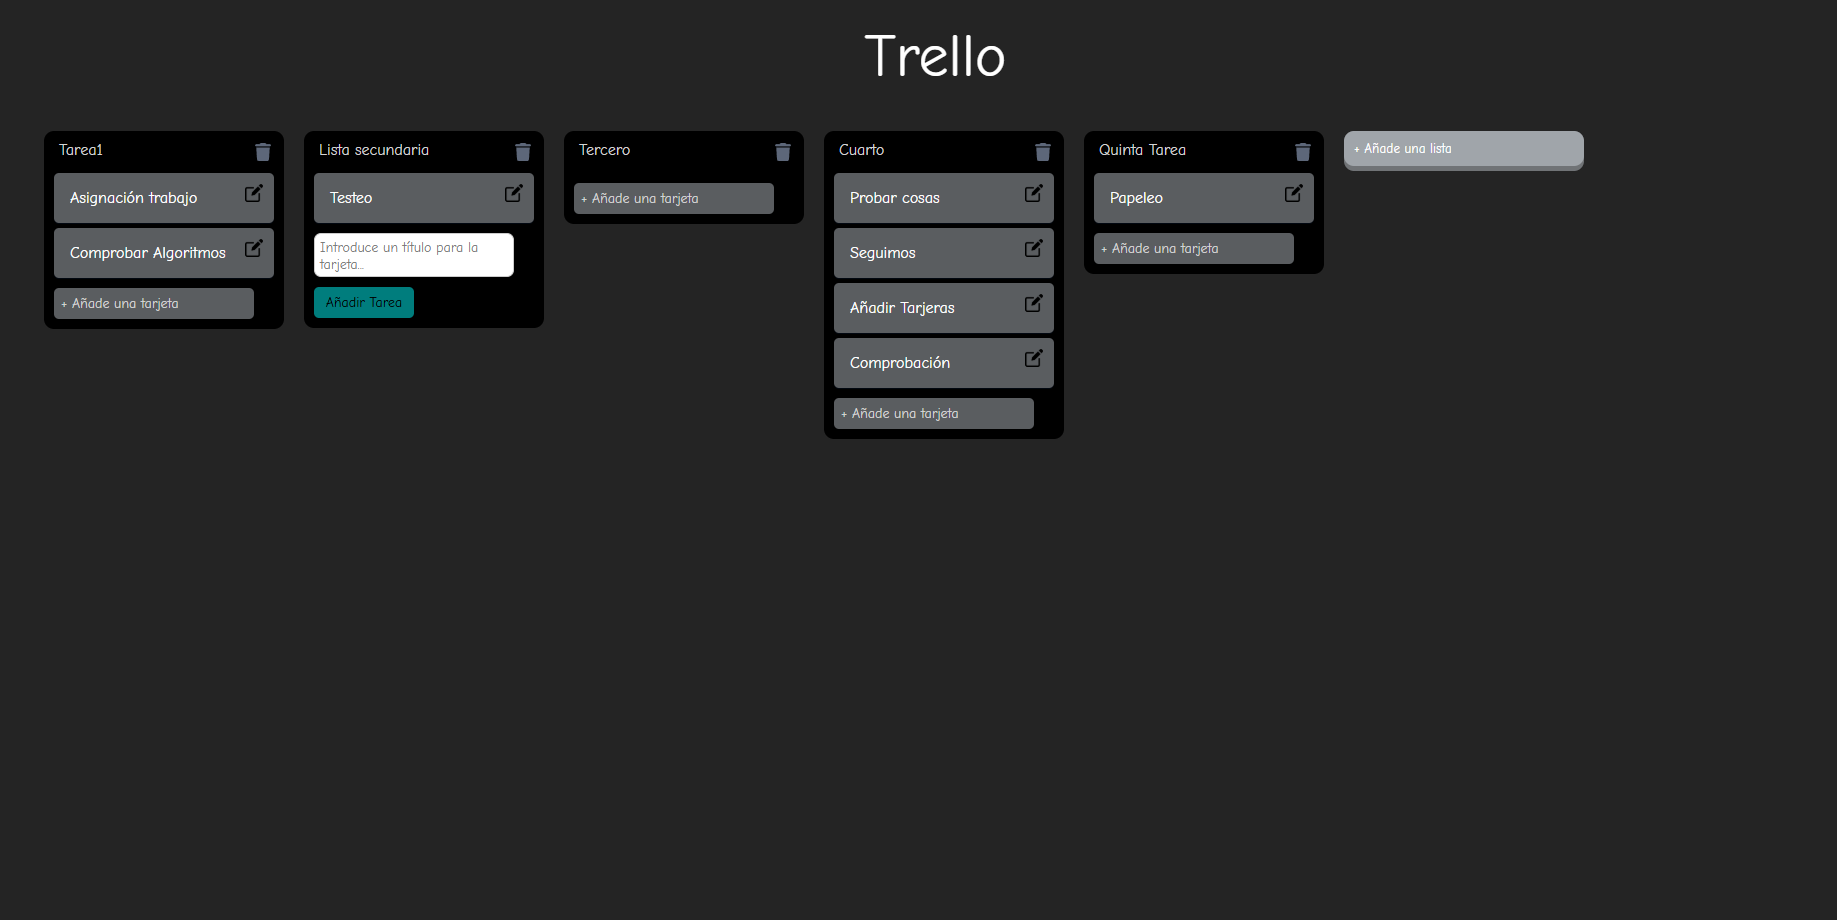 Trello
Tarea1
Asignación trabajo
Comprobar Algoritmos
+ Añade una tarjeta
Lista secundaria
Testeo
Introduce un título para la
tarjeta...
Añadir Tarea
Tercero
+ Añade una tarjeta
Cuarto
Probar cosas
Seguimos
Añadir Tarjeras
Comprobación
+ Añade una tarjeta
Quinta Tarea
Papeleo
+ Añade una tarjeta
+ Añade una lista